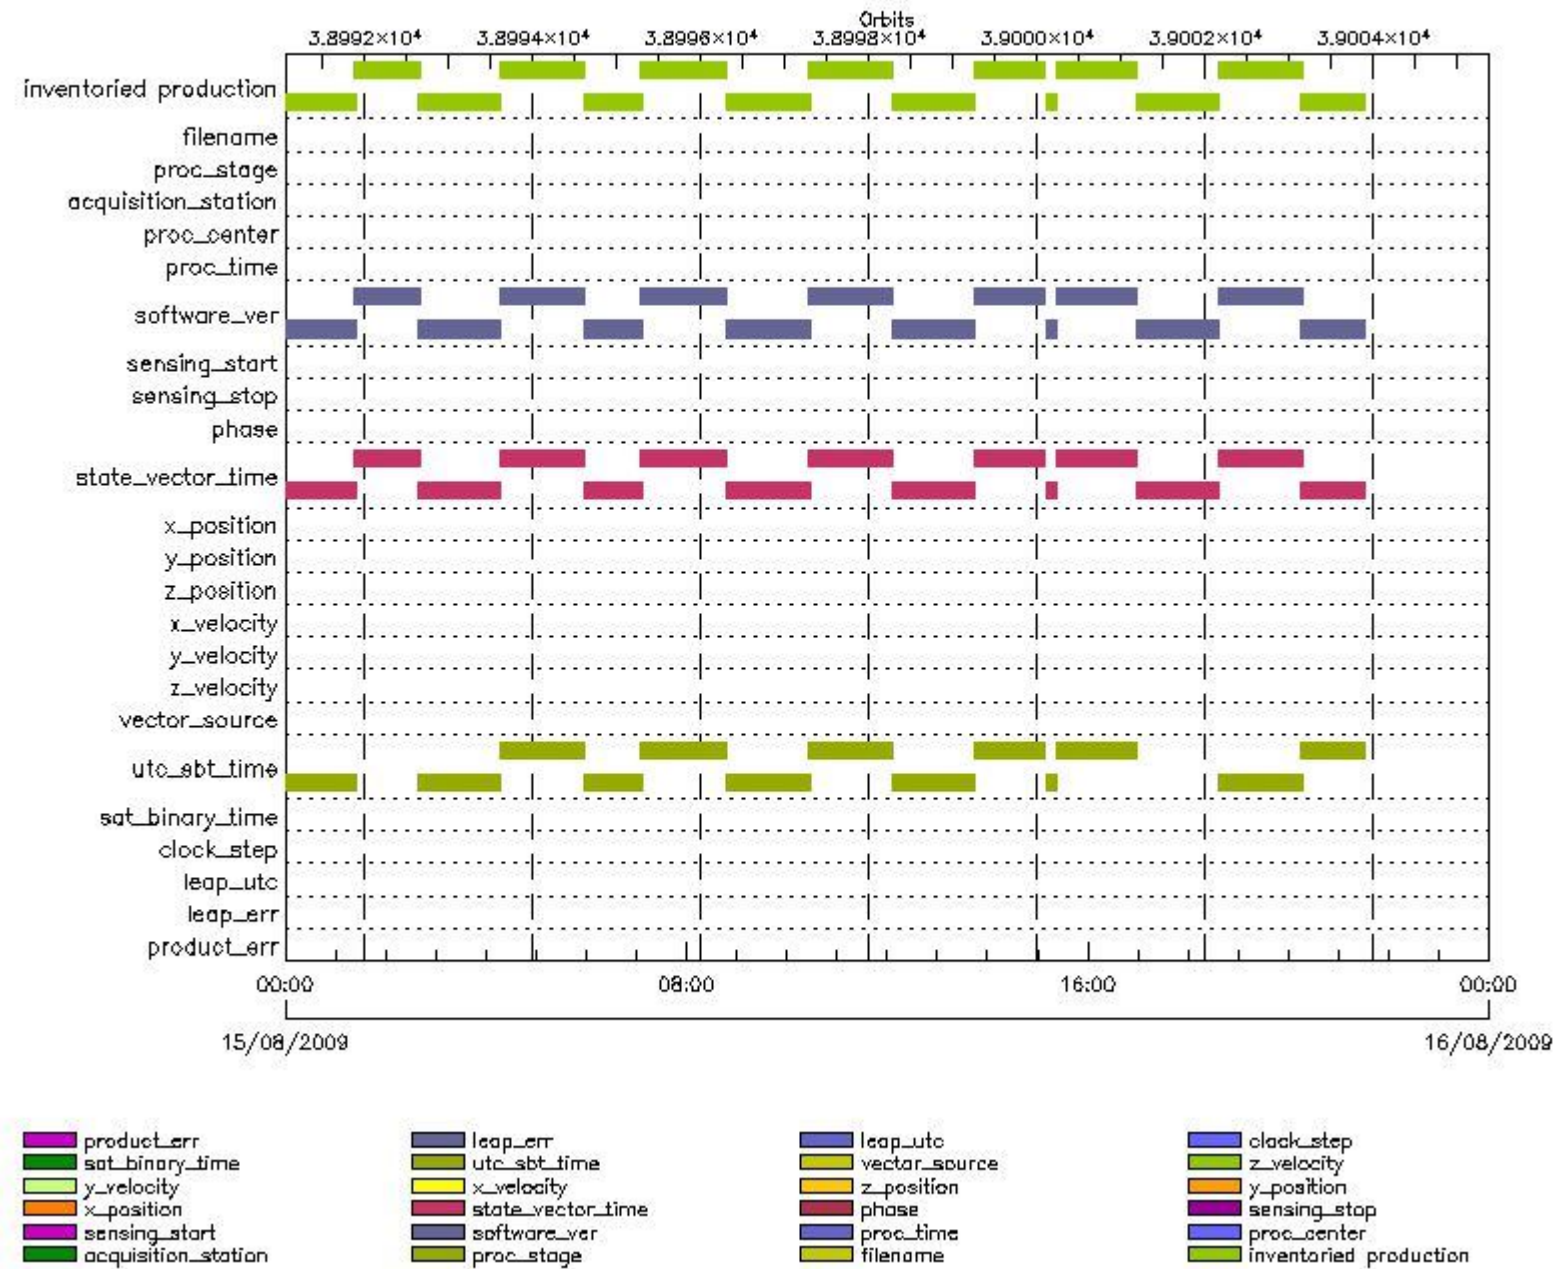 Orbits
3.8992×10⁴ 3.8994×10⁴ 3.8996×10⁴ 3.8998×10⁴ 3.9000×10⁴ 3.9002×10⁴ 3.9004×10⁴
inventoried production
filename
proc_stage
acquisition_station
proc_center
proc_time
software_ver
sensing_start
sensing_stop
phase
state_vector_time
x_position
y_position
z_position
x_velocity
y_velocity
z_velocity
vector_source
utc_sbt_time
sat_binary_time
clock_step
leap_utc
leap_err
product_err
00:00 08:00 16:00 00:00
15/08/2009 16/08/2009
product_err leap_err leap_utc clock_step
sat_binary_time utc_sbt_time vector_source z_velocity
y_velocity x_velocity z_position y_position
x_position state_vector_time phase sensing_stop
sensing_start software_ver proc_time proc_center
acquisition_station proc_stage filename inventoried production